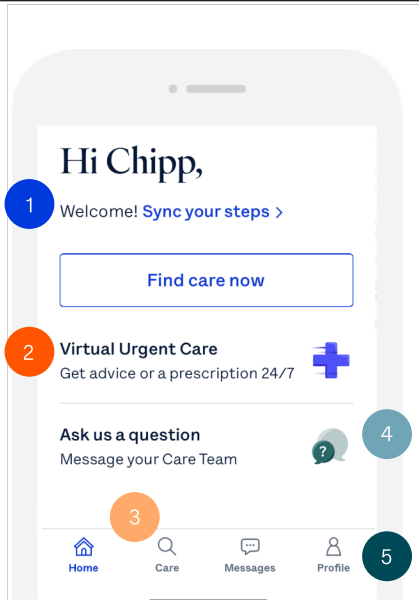 Hi Chipp,
1
Welcome! Sync your steps >
Find care now
2
Virtual Urgent Care
Get advice or a prescription 24/7
Ask us a question
4
Message your Care Team
?
3
5
Home Care Messages Profile